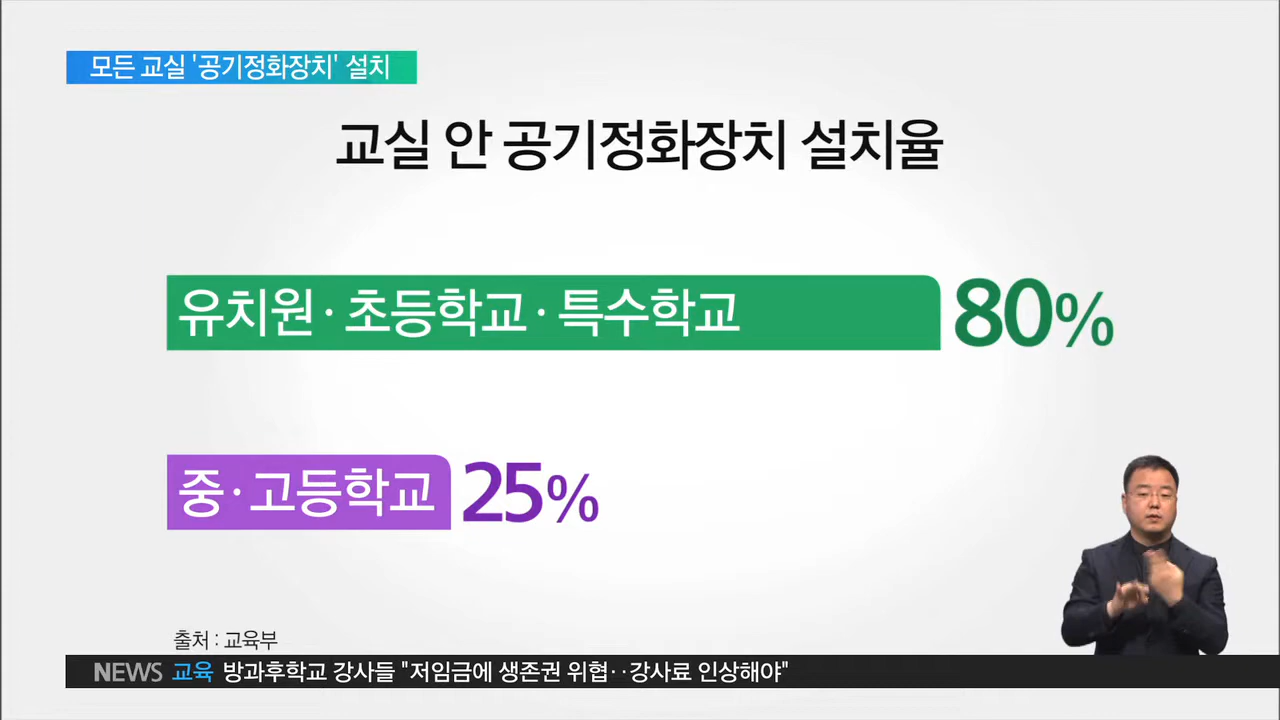 모든 교실 '공기정화장치' 설치
교실 안 공기정화장치 설치율
유치원·초등학교·특수학교 80%
중·고등학교 25%
출처 : 교육부
NEWS 교육 방과후학교 강사들 "저임금에 생존권 위협‥강사료 인상해야"